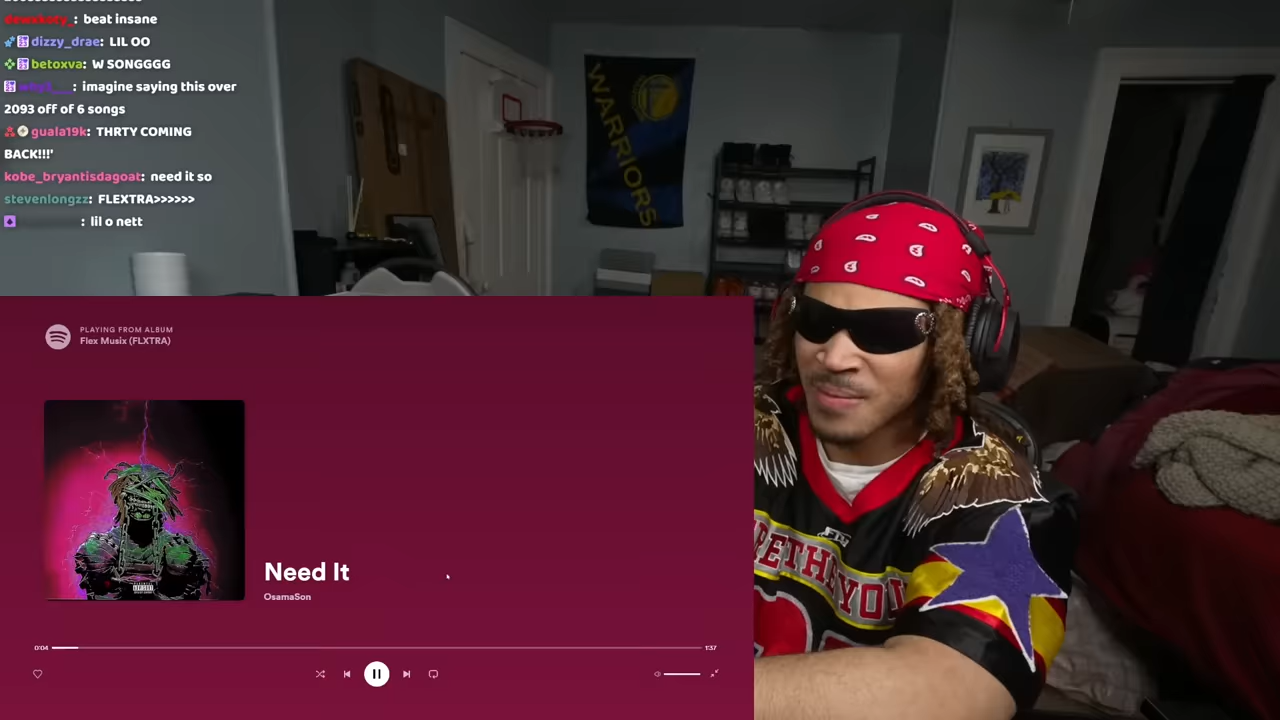 dewxkoty_: beat insane
dizzy_drae: LIL OO
betoxva: W SONGGGG
: imagine saying this over
2093 off of 6 songs
guala19k: THRTY COMING
BACK!!!'
kobe_bryantisdagoat: need it so
stevenlongzz: FLEXTRA>>>>>>
: lil o nett
WARRIORS
PLAYING FROM ALBUM
Flex Musix (FLXTRA)
Need It
OsamaSon
0:04
1:37